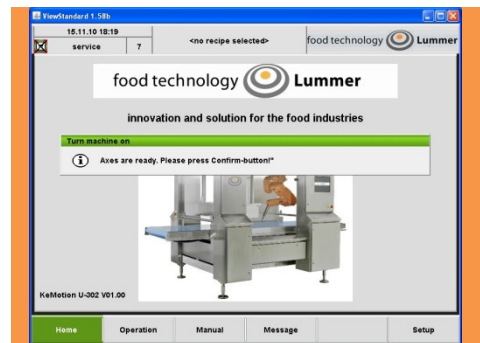 ViewStandard 1.58b
15.11.10 18:19
service 7
<no recipe selected>
food technology Lummer
food technology Lummer
innovation and solution for the food industries
Turn machine on
Axes are ready. Please press Confirm-button!"
KeMotion U-302 V01.00
Home Operation Manual Message Setup